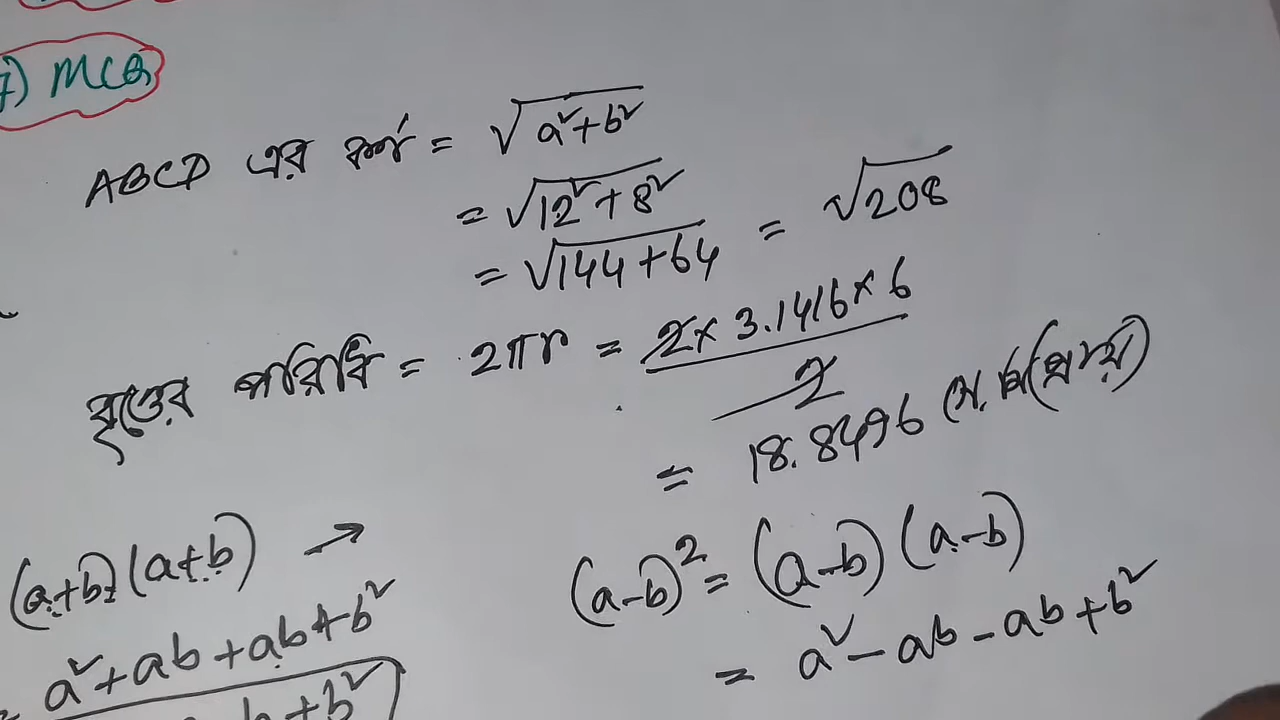 7) MCQ
ABCD এর কর্ণ = √a²+b²
= √12²+8²
= √144+64 = √208
বৃত্তের পরিধি = 2πr = 2×3.1416×6
2
= 18.8496 সে.মি(প্রায়)
(a+b)(a+b) →
a²+ab+ab+b²
b+b²
(a-b)² = (a-b)(a-b)
= a²-ab-ab+b²